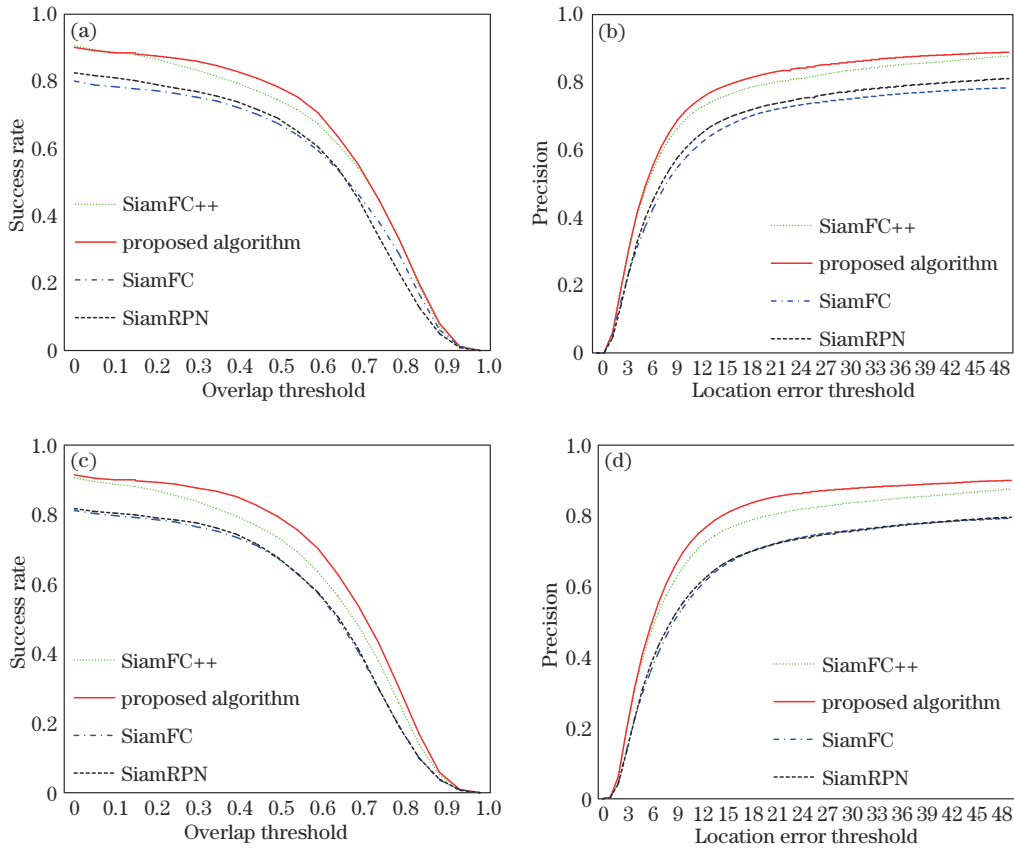 (a)
1.0
0.8
0.6
0.4
0.2
0
Success rate
SiamFC++
proposed algorithm
SiamFC
SiamRPN
0 0.1 0.2 0.3 0.4 0.5 0.6 0.7 0.8 0.9 1.0
Overlap threshold
(b)
1.0
0.8
0.6
0.4
0.2
0
Precision
SiamFC++
proposed algorithm
SiamFC
SiamRPN
0 3 6 9 12 15 18 21 24 27 30 33 36 39 42 45 48
Location error threshold
(c)
1.0
0.8
0.6
0.4
0.2
0
Success rate
SiamFC++
proposed algorithm
SiamFC
SiamRPN
0 0.1 0.2 0.3 0.4 0.5 0.6 0.7 0.8 0.9 1.0
Overlap threshold
(d)
1.0
0.8
0.6
0.4
0.2
0
Precision
SiamFC++
proposed algorithm
SiamFC
SiamRPN
0 3 6 9 12 15 18 21 24 27 30 33 36 39 42 45 48
Location error threshold